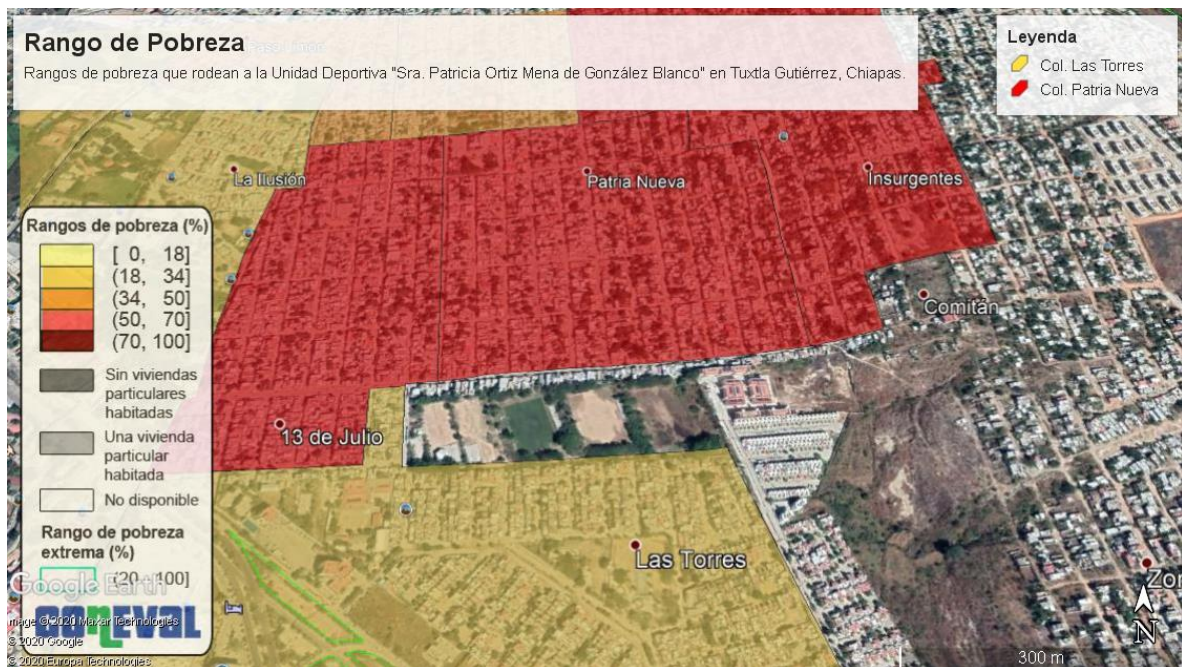 Rango de Pobreza
Rangos de pobreza que rodean a la Unidad Deportiva "Sra. Patricia Ortiz Mena de González Blanco" en Tuxtla Gutiérrez, Chiapas.
Leyenda
Col. Las Torres
Col. Patria Nueva
La Ilusión
Patria Nueva
Insurgentes
Comitán
13 de Julio
Las Torres
Zor
Rangos de pobreza (%)
[ 0, 18]
(18, 34]
(34, 50]
(50, 70]
(70, 100]
Sin viviendas
particulares
habitadas
Una vivienda
particular
habitada
No disponible
Rango de pobreza
extrema (%)
(20, 100]
Google Earth
CONEVAL
Image © 2020 Maxar Technologies
© 2020 Google
© 2020 Europa Technologies
N
300 m